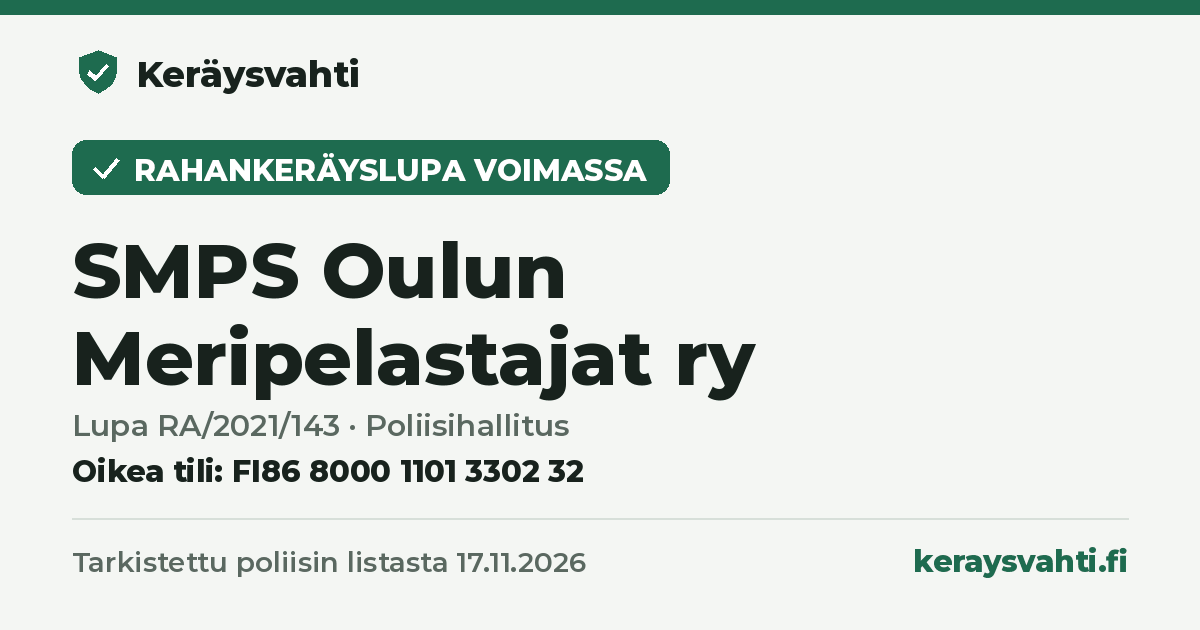 Keräysvahti
RAHANKERÄYSLUPA VOIMASSA
SMPS Oulun
Meripelastajat ry
Lupa RA/2021/143 · Poliisihallitus
Oikea tili: FI86 8000 1101 3302 32
Tarkistettu poliisin listasta 17.11.2026
keraysvahti.fi